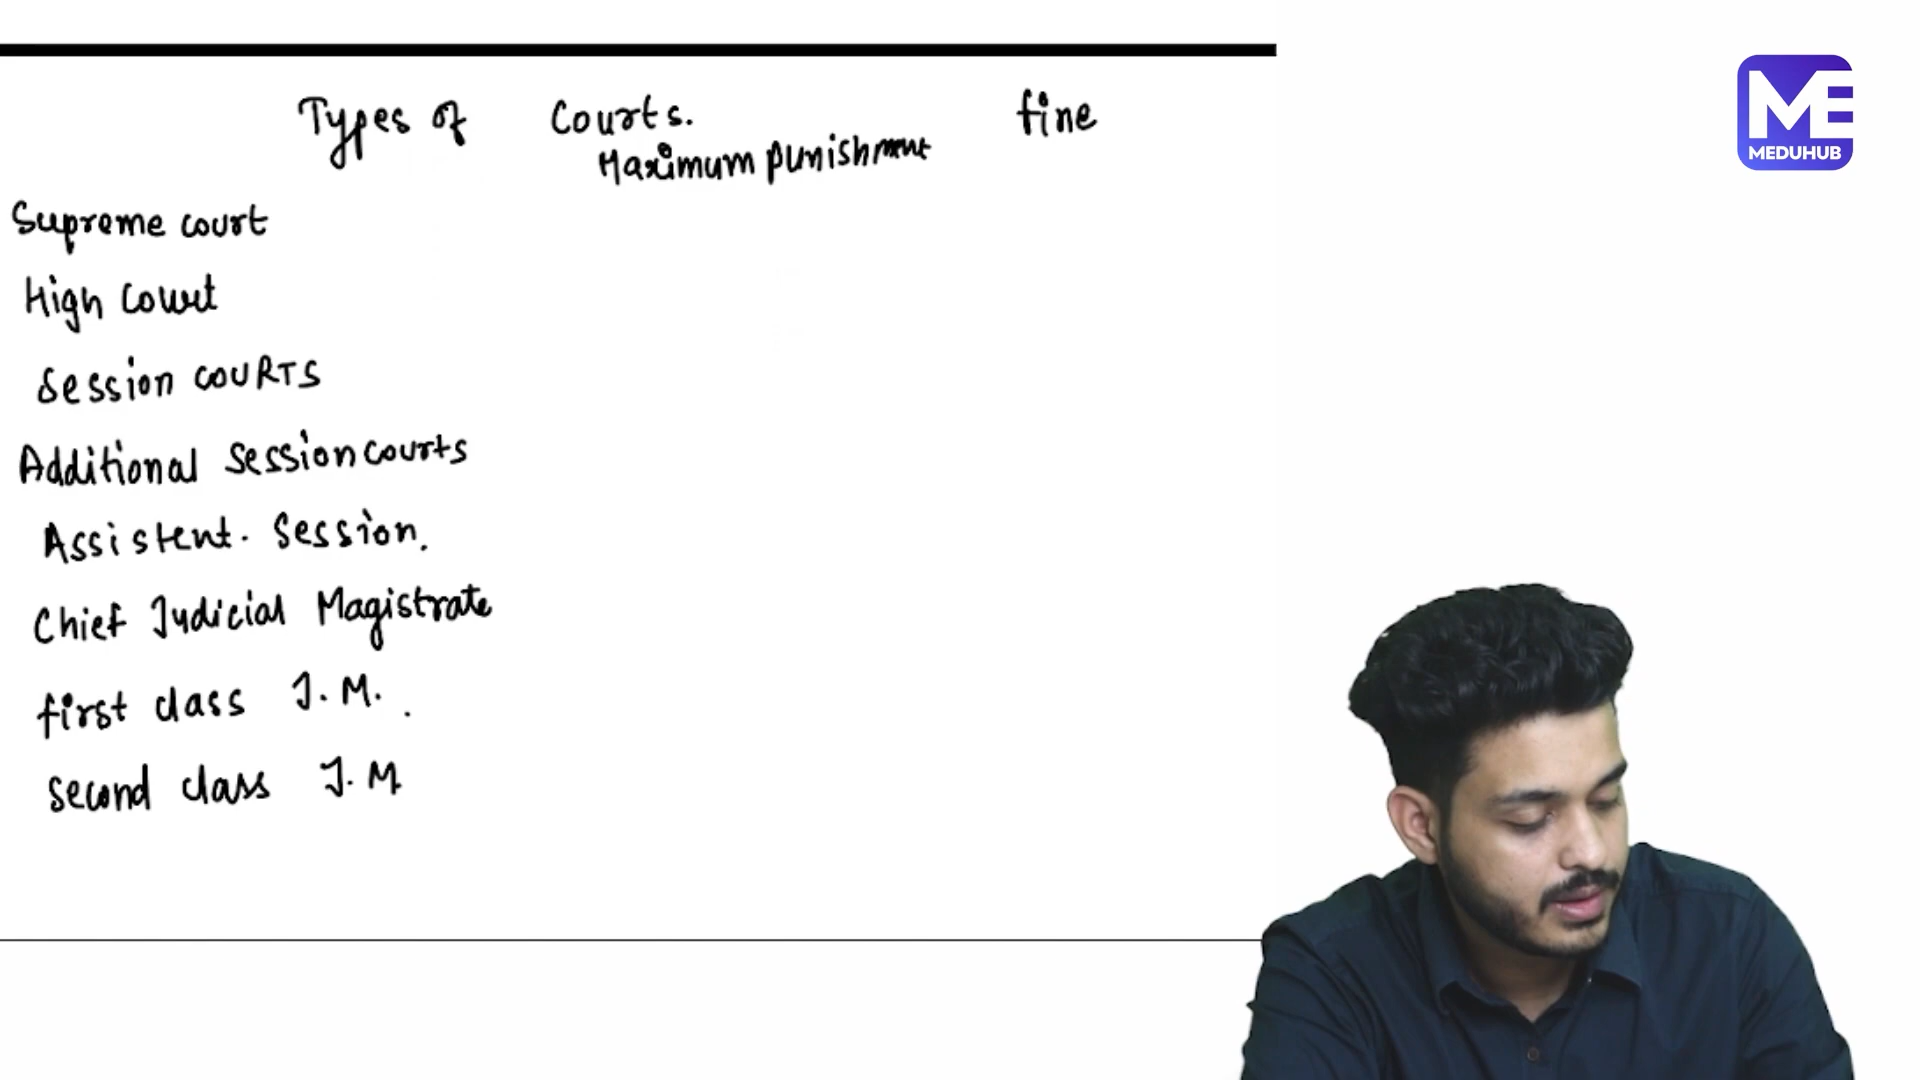 Types of Courts. fine
Maximum punishment
Supreme court
High Court
Session COURTS
Additional Session courts
Assistent. Session.
Chief Judicial Magistrate
first class J.M.
Second class J.M
ME
MEDUHUB